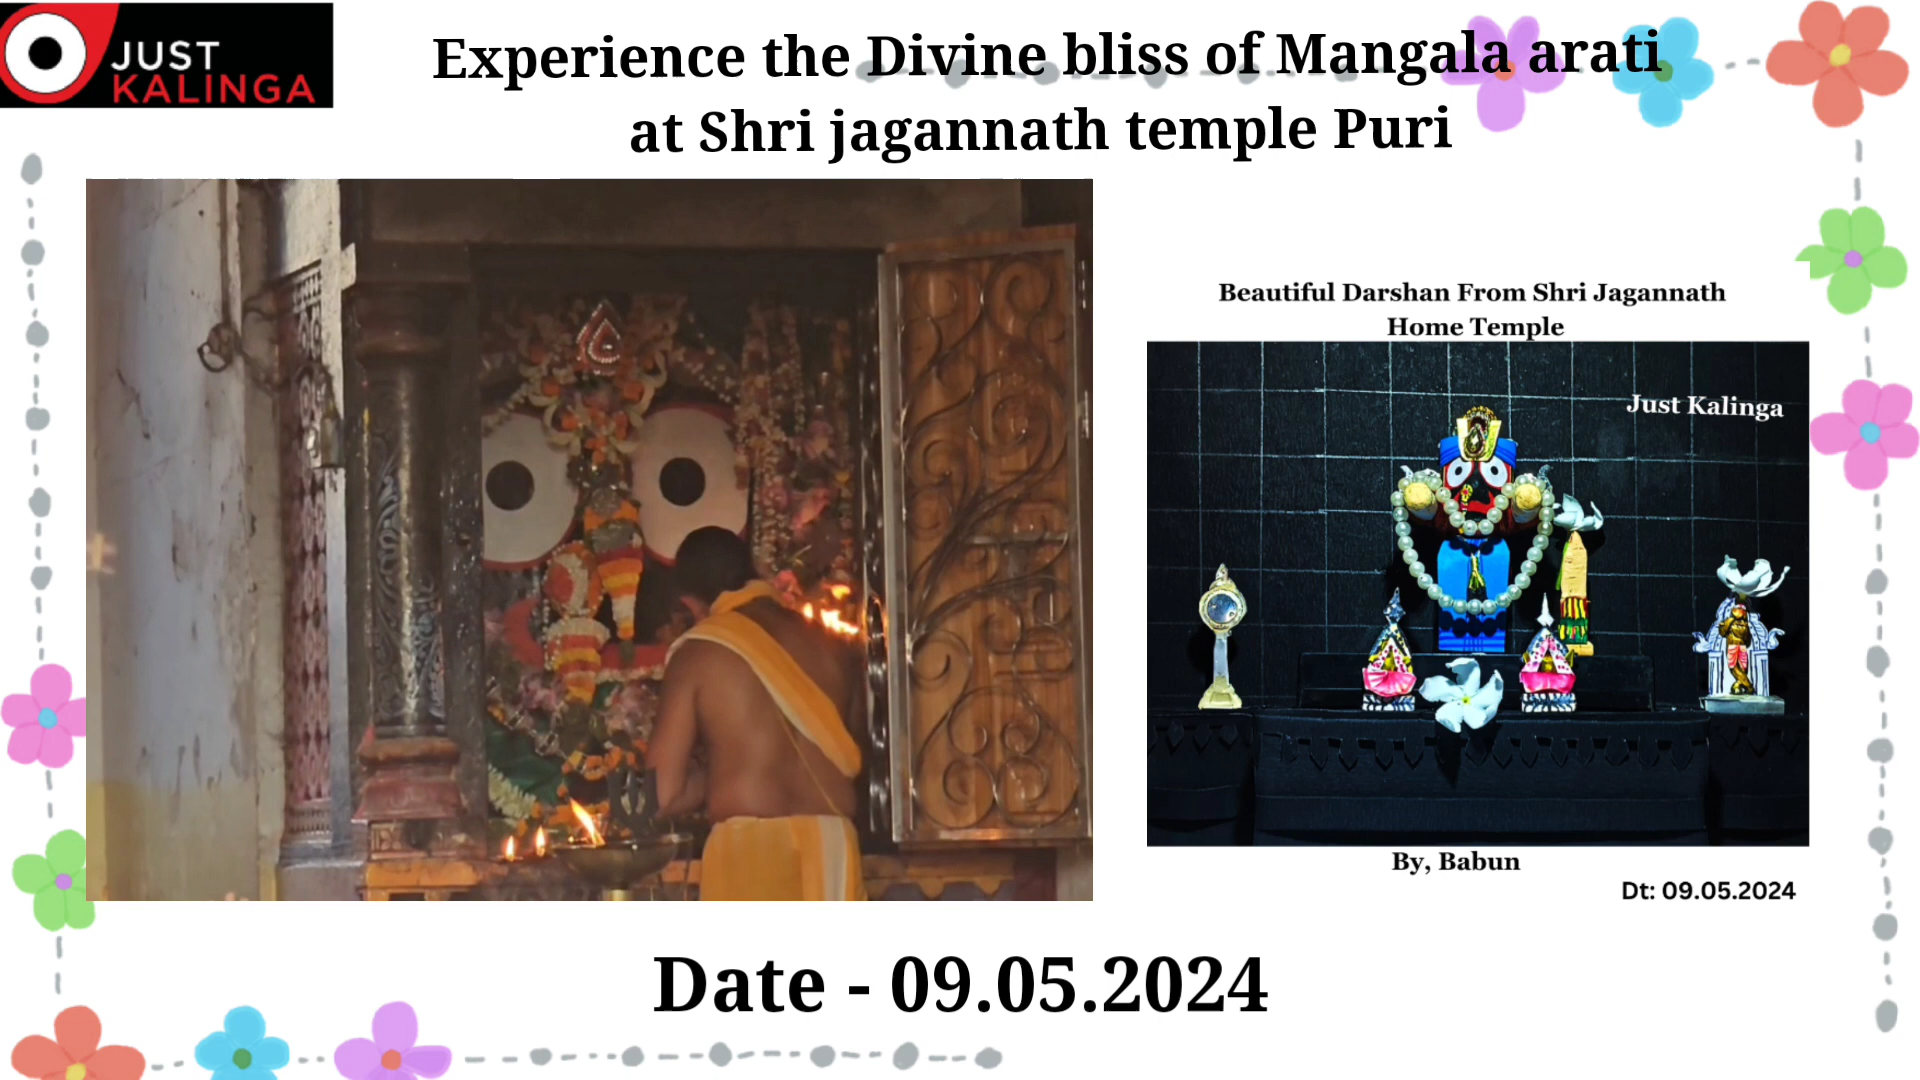 JUST
KALINGA
Experience the Divine bliss of Mangala arati
at Shri jagannath temple Puri
Beautiful Darshan From Shri Jagannath
Home Temple
Just Kalinga
By, Babun
Dt: 09.05.2024
Date - 09.05.2024